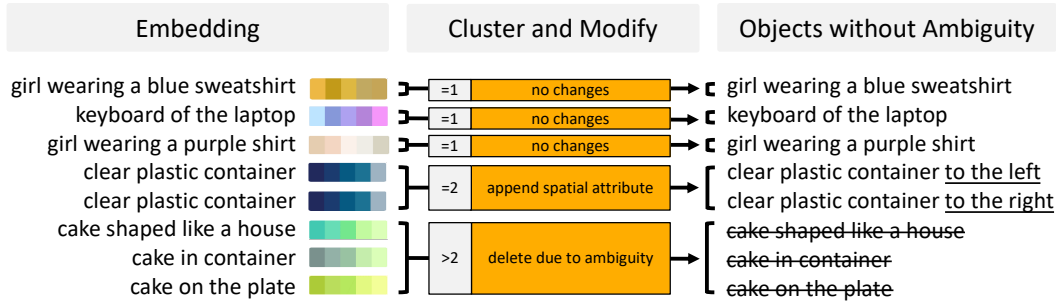 Embedding
Cluster and Modify
Objects without Ambiguity
girl wearing a blue sweatshirt
=1
no changes
girl wearing a blue sweatshirt
keyboard of the laptop
=1
no changes
keyboard of the laptop
girl wearing a purple shirt
=1
no changes
girl wearing a purple shirt
clear plastic container
clear plastic container
=2
append spatial attribute
clear plastic container to the left
clear plastic container to the right
cake shaped like a house
cake in container
cake on the plate
>2
delete due to ambiguity
cake shaped like a house
cake in container
cake on the plate